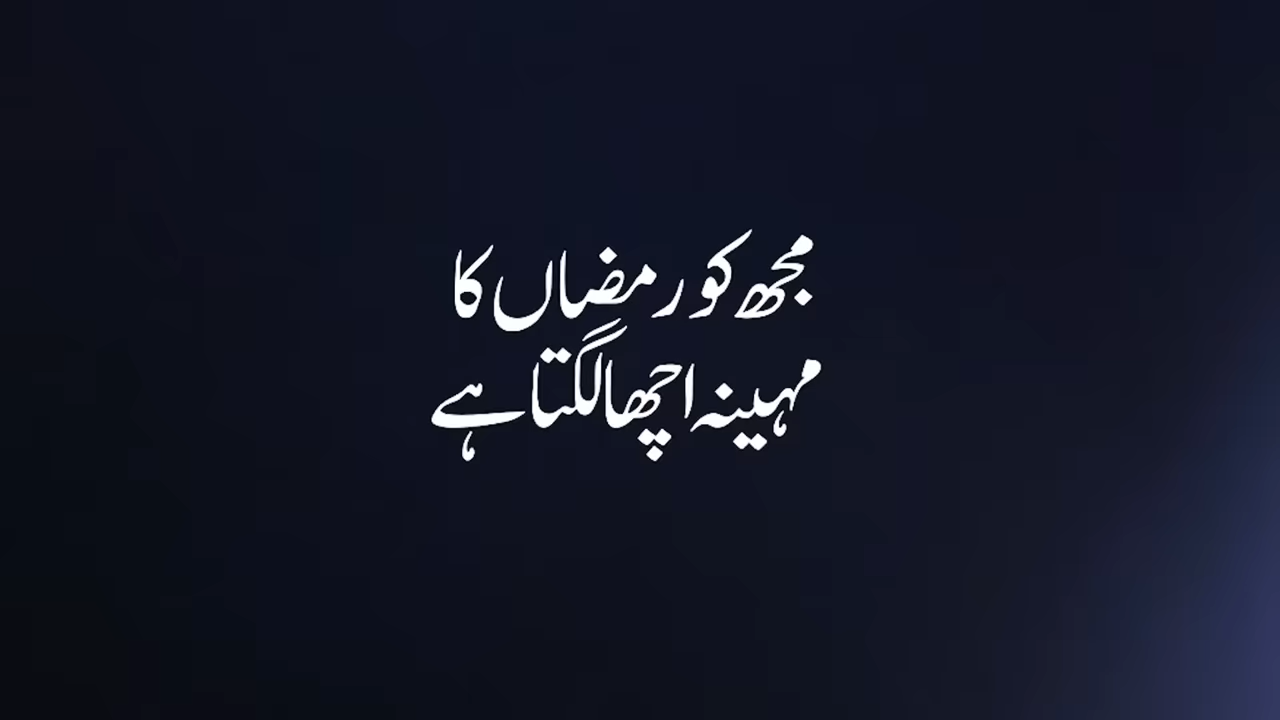 مجھ کو رمضاں کا
مہینہ اچھا لگتا ہے